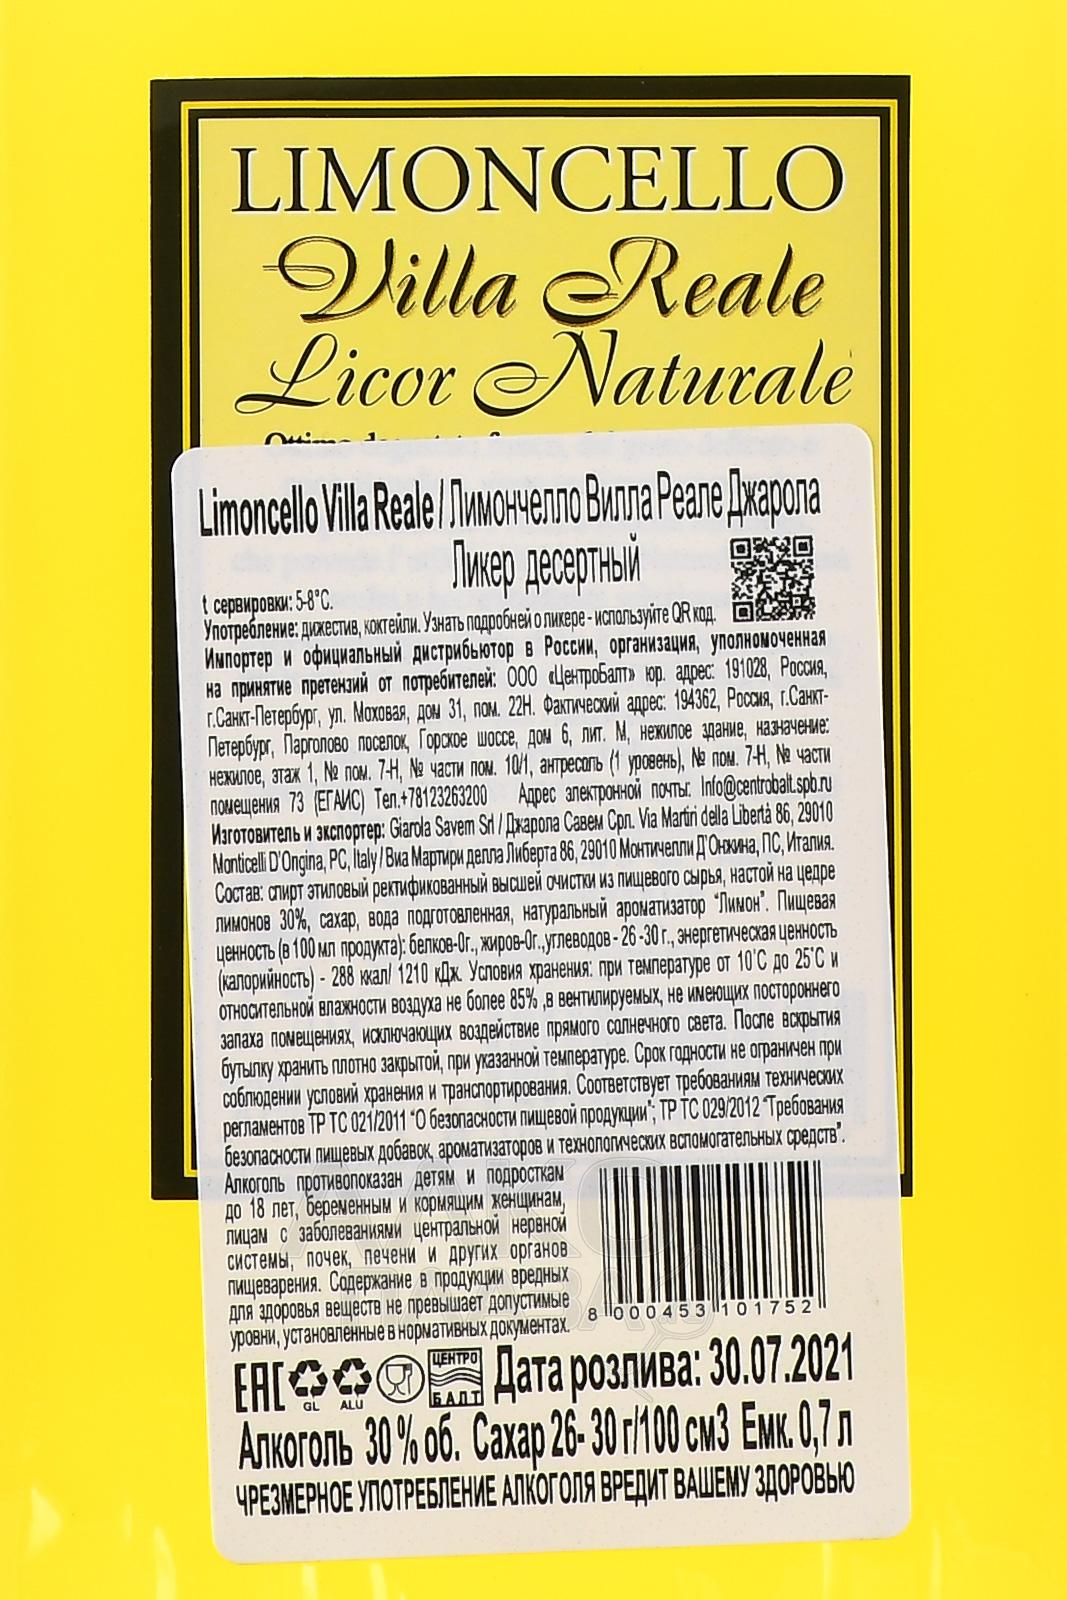 LIMONCELLO
Villa Reale
Licor Naturale
Limoncello Villa Reale / Лимончелло Вилла Реале Джарола
Ликер десертный
t сервировки: 5-8°C.
Употребление: дижестив, коктейли. Узнать подробней о ликере - используйте QR код.
Импортер и официальный дистрибьютор в России, организация, уполномоченная
на принятие претензий от потребителей: ООО «ЦентроБалт» юр. адрес: 191028, Россия,
г.Санкт-Петербург, ул. Моховая, дом 31, пом. 22Н. Фактический адрес: 194362, Россия, г.Санкт-
Петербург, Парголово поселок, Горское шоссе, дом 6, лит. М, нежилое здание, назначение:
нежилое, этаж 1, № пом. 7-Н, № части пом. 10/1, антресоль (1 уровень), № пом. 7-Н, № части
помещения 73 (ЕГАИС) Тел.+78123263200 Адрес электронной почты: Info@centrobalt.spb.ru
Изготовитель и экспортер: Giarola Savem Srl / Джарола Савем Срл. Via Martiri della Libertà 86, 29010
Monticelli D'Ongina, PC, Italy / Виа Мартири делла Либерта 86, 29010 Монтичелли Д'Онжина, ПС, Италия.
Состав: спирт этиловый ректификованный высшей очистки из пищевого сырья, настой на цедре
лимонов 30%, сахар, вода подготовленная, натуральный ароматизатор "Лимон". Пищевая
ценность (в 100 мл продукта): белков-0г., жиров-0г.,углеводов - 26 -30 г., энергетическая ценность
(калорийность) - 288 ккал/ 1210 кДж. Условия хранения: при температуре от 10˚С до 25˚С и
относительной влажности воздуха не более 85% ,в вентилируемых, не имеющих постороннего
запаха помещениях, исключающих воздействие прямого солнечного света. После вскрытия
бутылку хранить плотно закрытой, при указанной температуре. Срок годности не ограничен при
соблюдении условий хранения и транспортирования. Соответствует требованиям технических
регламентов ТР ТС 021/2011 "О безопасности пищевой продукции"; ТР ТС 029/2012 "Требования
безопасности пищевых добавок, ароматизаторов и технологических вспомогательных средств".
Алкоголь противопоказан детям и подросткам
до 18 лет, беременным и кормящим женщинам,
лицам с заболеваниями центральной нервной
системы, почек, печени и других органов
пищеварения. Содержание в продукции вредных
для здоровья веществ не превышает допустимые
уровни, установленные в нормативных документах.
8 000453 101752
EAC GL ALU ЦЕНТРО БАЛТ Дата розлива: 30.07.2021
Алкоголь 30 % об. Сахар 26- 30 г/100 см3 Емк. 0,7 л
ЧРЕЗМЕРНОЕ УПОТРЕБЛЕНИЕ АЛКОГОЛЯ ВРЕДИТ ВАШЕМУ ЗДОРОВЬЮ